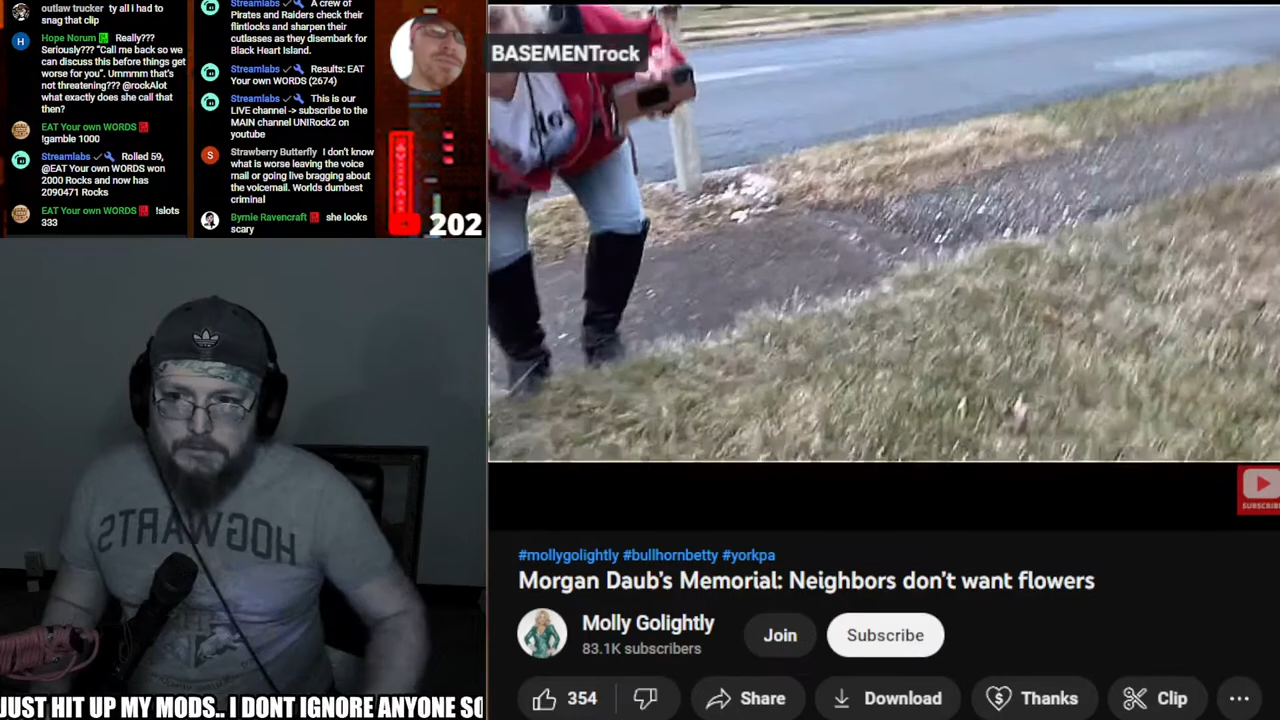 outlaw trucker ty all I had to
snag that clip
Hope Norum Really???
Seriously??? "Call me back so we
can discuss this before things get
worse for you". Ummmm that's
not threatening??? @rockAlot
what exactly does she call that
then?
EAT Your own WORDS
!gamble 1000
Streamlabs Rolled 59,
@EAT Your own WORDS won
2000 Rocks and now has
2090471 Rocks
EAT Your own WORDS !slots
333
Streamlabs A crew of
Pirates and Raiders check their
flintlocks and sharpen their
cutlasses as they disembark for
Black Heart Island.
Streamlabs Results: EAT
Your own WORDS (2674)
Streamlabs This is our
LIVE channel -> subscribe to the
MAIN channel UNIRock2 on
youtube
Strawberry Butterfly I don't know
what is worse leaving the voice
mail or going live bragging about
the voicemail. Worlds dumbest
criminal
Byrnie Ravencraft she looks
scary
202
BASEMENTrock
HOGWARTS
JUST HIT UP MY MODS.. I DONT IGNORE ANYONE SO
SUBSCRIBE
#mollygolightly #bullhornbetty #yorkpa
Morgan Daub's Memorial: Neighbors don't want flowers
Molly Golightly
83.1K subscribers
Join
Subscribe
354
Share
Download
Thanks
Clip